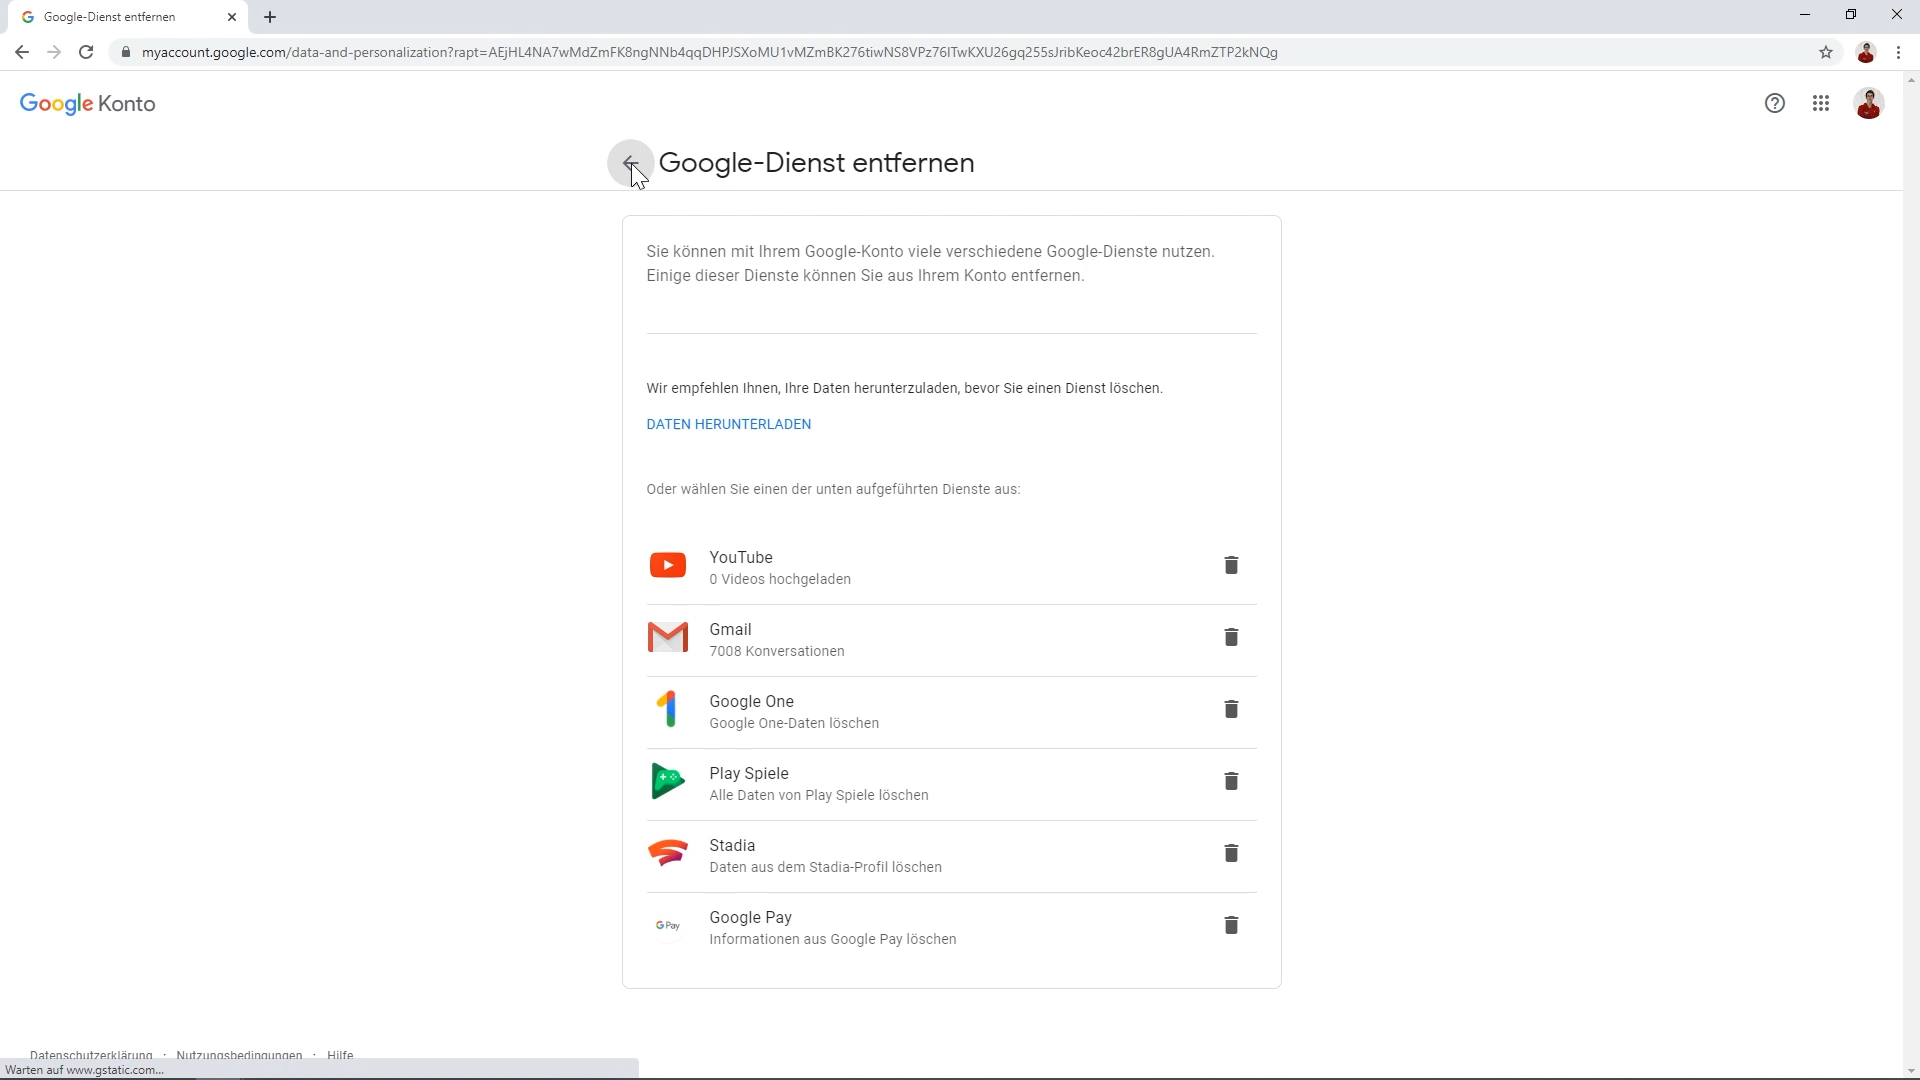 Google-Dienst entfernen
myaccount.google.com/data-and-personalization?rapt=AEjHL4NA7wMdZmFK8ngNNb4qqDHPJSXoMU1vMZmBK276tiwNS8VPz76ITwKXU26gq255sJribKeoc42brER8gUA4RmZTP2kNQg
Google Konto
Google-Dienst entfernen
Sie können mit Ihrem Google-Konto viele verschiedene Google-Dienste nutzen.
Einige dieser Dienste können Sie aus Ihrem Konto entfernen.
Wir empfehlen Ihnen, Ihre Daten herunterzuladen, bevor Sie einen Dienst löschen.
DATEN HERUNTERLADEN
Oder wählen Sie einen der unten aufgeführten Dienste aus:
YouTube
0 Videos hochgeladen
Gmail
7008 Konversationen
Google One
Google One-Daten löschen
Play Spiele
Alle Daten von Play Spiele löschen
Stadia
Daten aus dem Stadia-Profil löschen
G Pay
Google Pay
Informationen aus Google Pay löschen
Datenschutzerklärung · Nutzungsbedingungen · Hilfe
Warten auf www.gstatic.com...